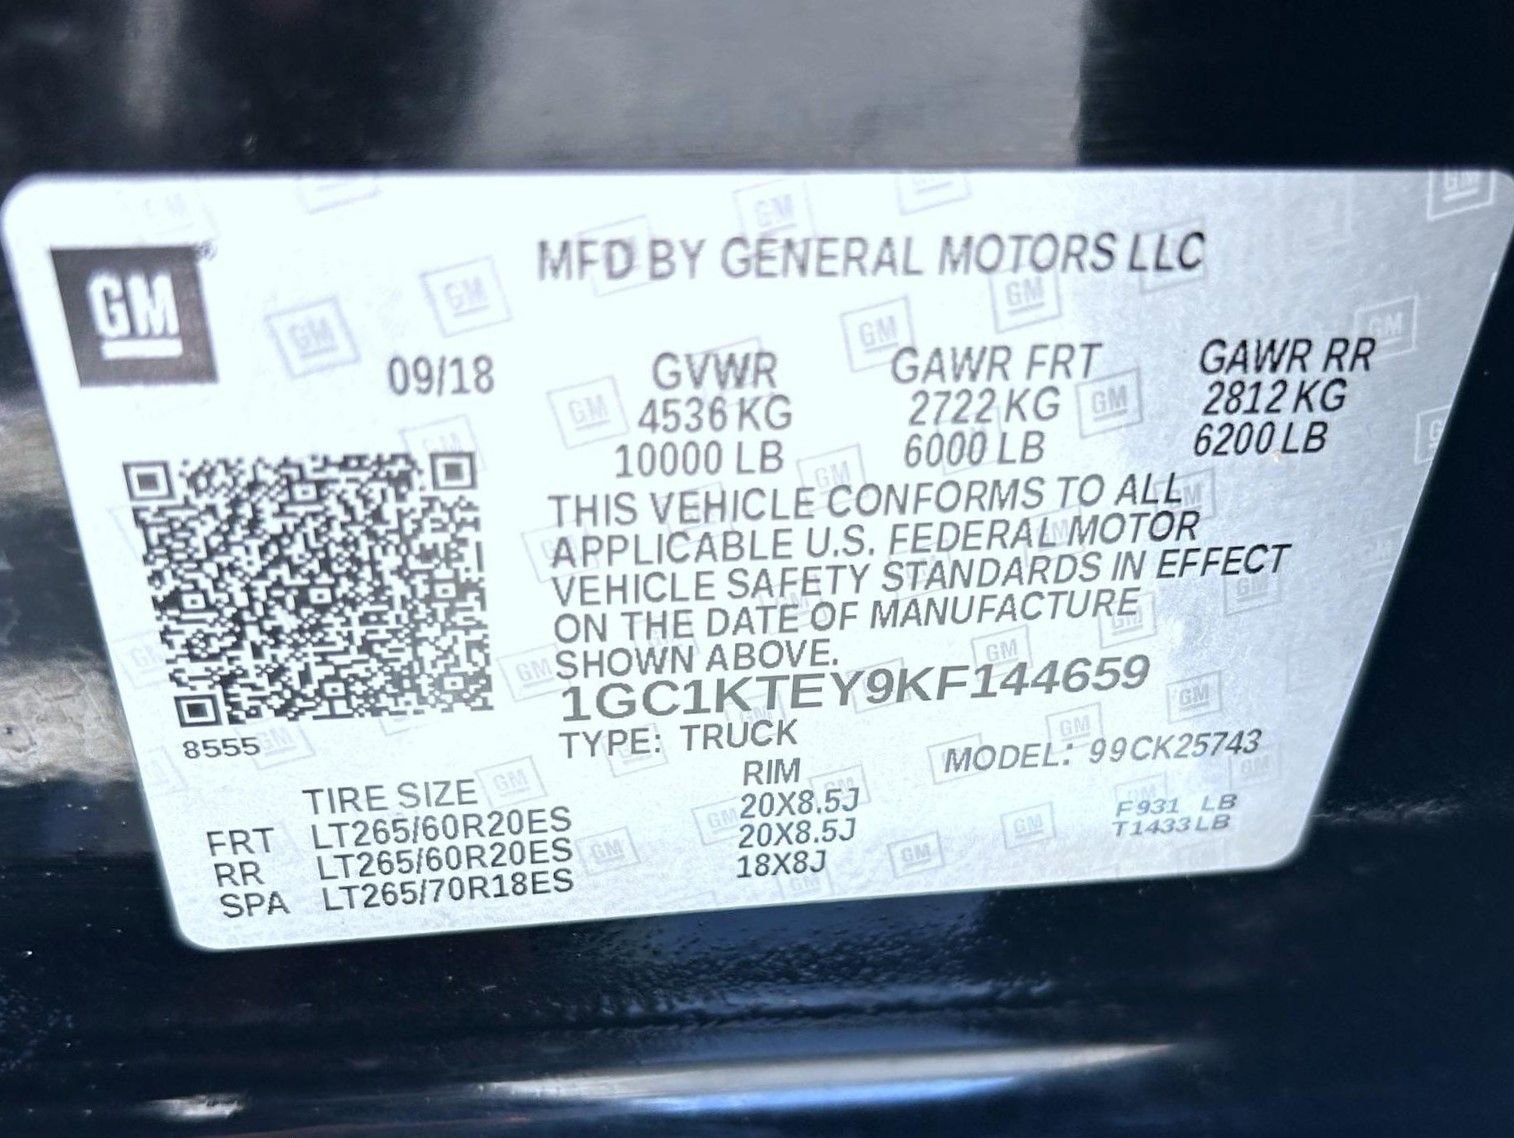 GM
MFD BY GENERAL MOTORS LLC
09/18 GVWR GAWR FRT GAWR RR
4536 KG 2722 KG 2812 KG
10000 LB 6000 LB 6200 LB
THIS VEHICLE CONFORMS TO ALL
APPLICABLE U.S. FEDERAL MOTOR
VEHICLE SAFETY STANDARDS IN EFFECT
ON THE DATE OF MANUFACTURE
SHOWN ABOVE.
1GC1KTEY9KF144659
8555
TYPE: TRUCK MODEL: 99CK25743
TIRE SIZE RIM
FRT LT265/60R20ES 20X8.5J
RR LT265/60R20ES 20X8.5J
SPA LT265/70R18ES 18X8J
F931 LB
T1433LB